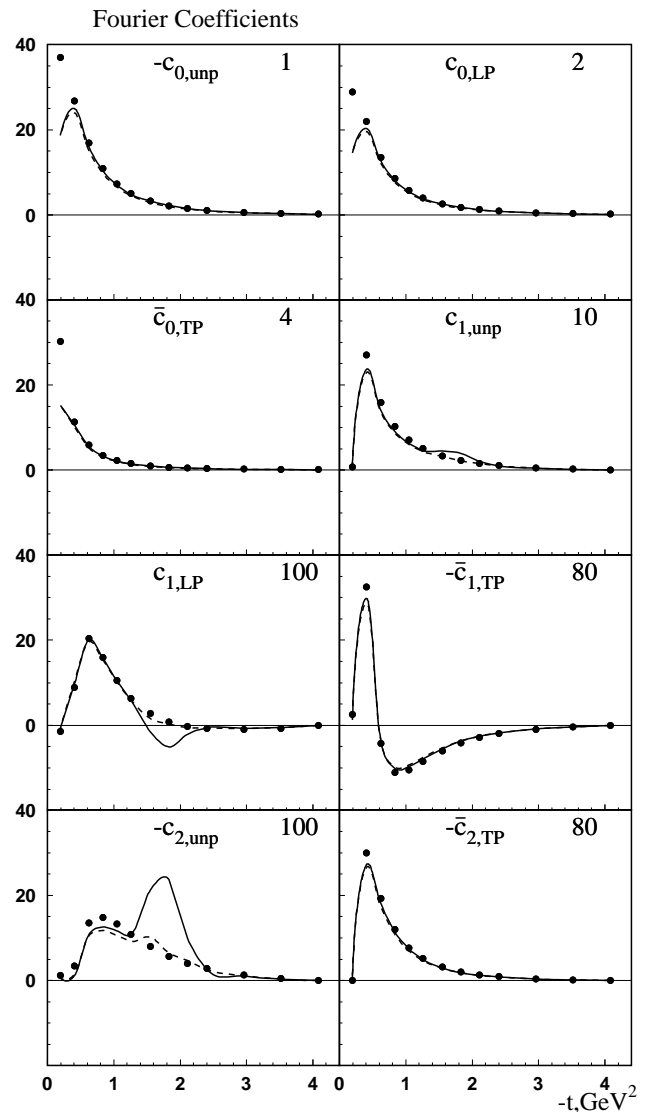 Fourier Coefficients
40
-c0,unp 1
c0,LP 2
20
0
40
c̄0,TP 4
c1,unp 10
20
0
40
c1,LP 100
-c̄1,TP 80
20
0
40
-c2,unp 100
-c̄2,TP 80
20
0
0 1 2 3 4 0 1 2 3 4
-t,GeV2